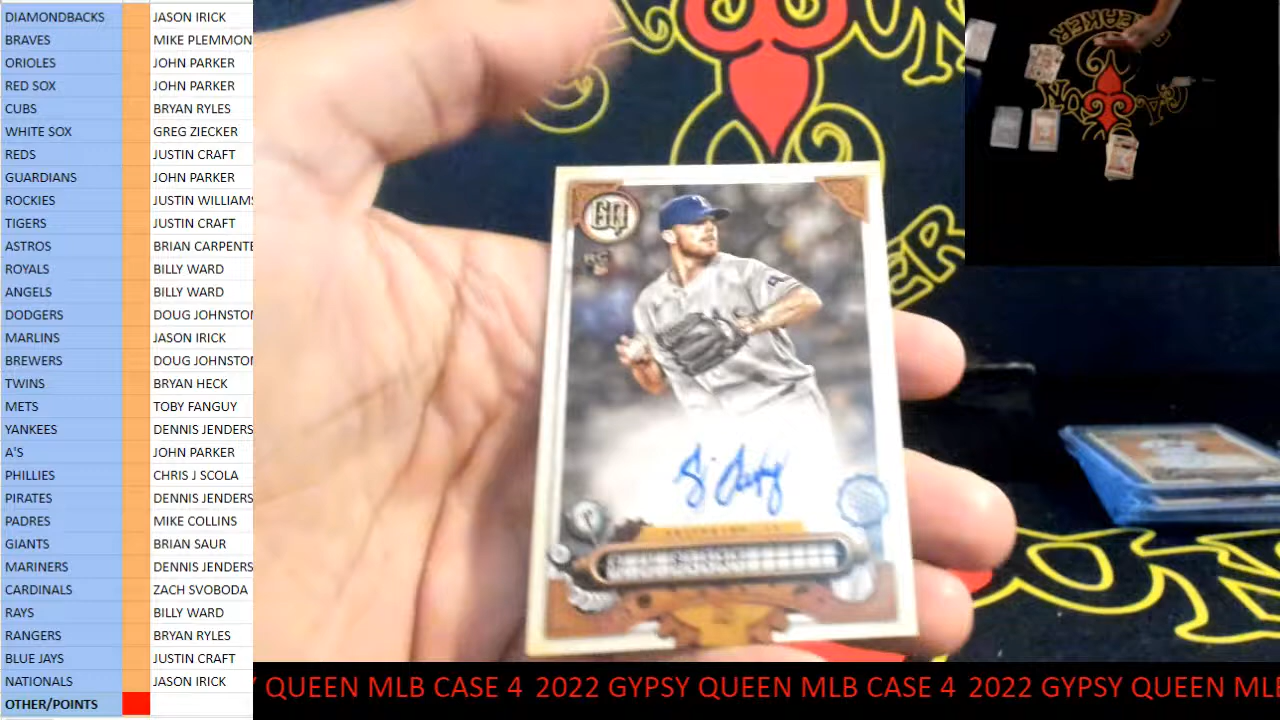 DIAMONDBACKS JASON IRICK
BRAVES MIKE PLEMMON
ORIOLES JOHN PARKER
RED SOX JOHN PARKER
CUBS BRYAN RYLES
WHITE SOX GREG ZIECKER
REDS JUSTIN CRAFT
GUARDIANS JOHN PARKER
ROCKIES JUSTIN WILLIAMS
TIGERS JUSTIN CRAFT
ASTROS BRIAN CARPENTE
ROYALS BILLY WARD
ANGELS BILLY WARD
DODGERS DOUG JOHNSTON
MARLINS JASON IRICK
BREWERS DOUG JOHNSTON
TWINS BRYAN HECK
METS TOBY FANGUY
YANKEES DENNIS JENDERS
A'S JOHN PARKER
PHILLIES CHRIS J SCOLA
PIRATES DENNIS JENDERS
PADRES MIKE COLLINS
GIANTS BRIAN SAUR
MARINERS DENNIS JENDERS
CARDINALS ZACH SVOBODA
RAYS BILLY WARD
RANGERS BRYAN RYLES
BLUE JAYS JUSTIN CRAFT
NATIONALS JASON IRICK
OTHER/POINTS
GQ
RC
P
Y QUEEN MLB CASE 4 2022 GYPSY QUEEN MLB CASE 4 2022 GYPSY QUEEN MLB